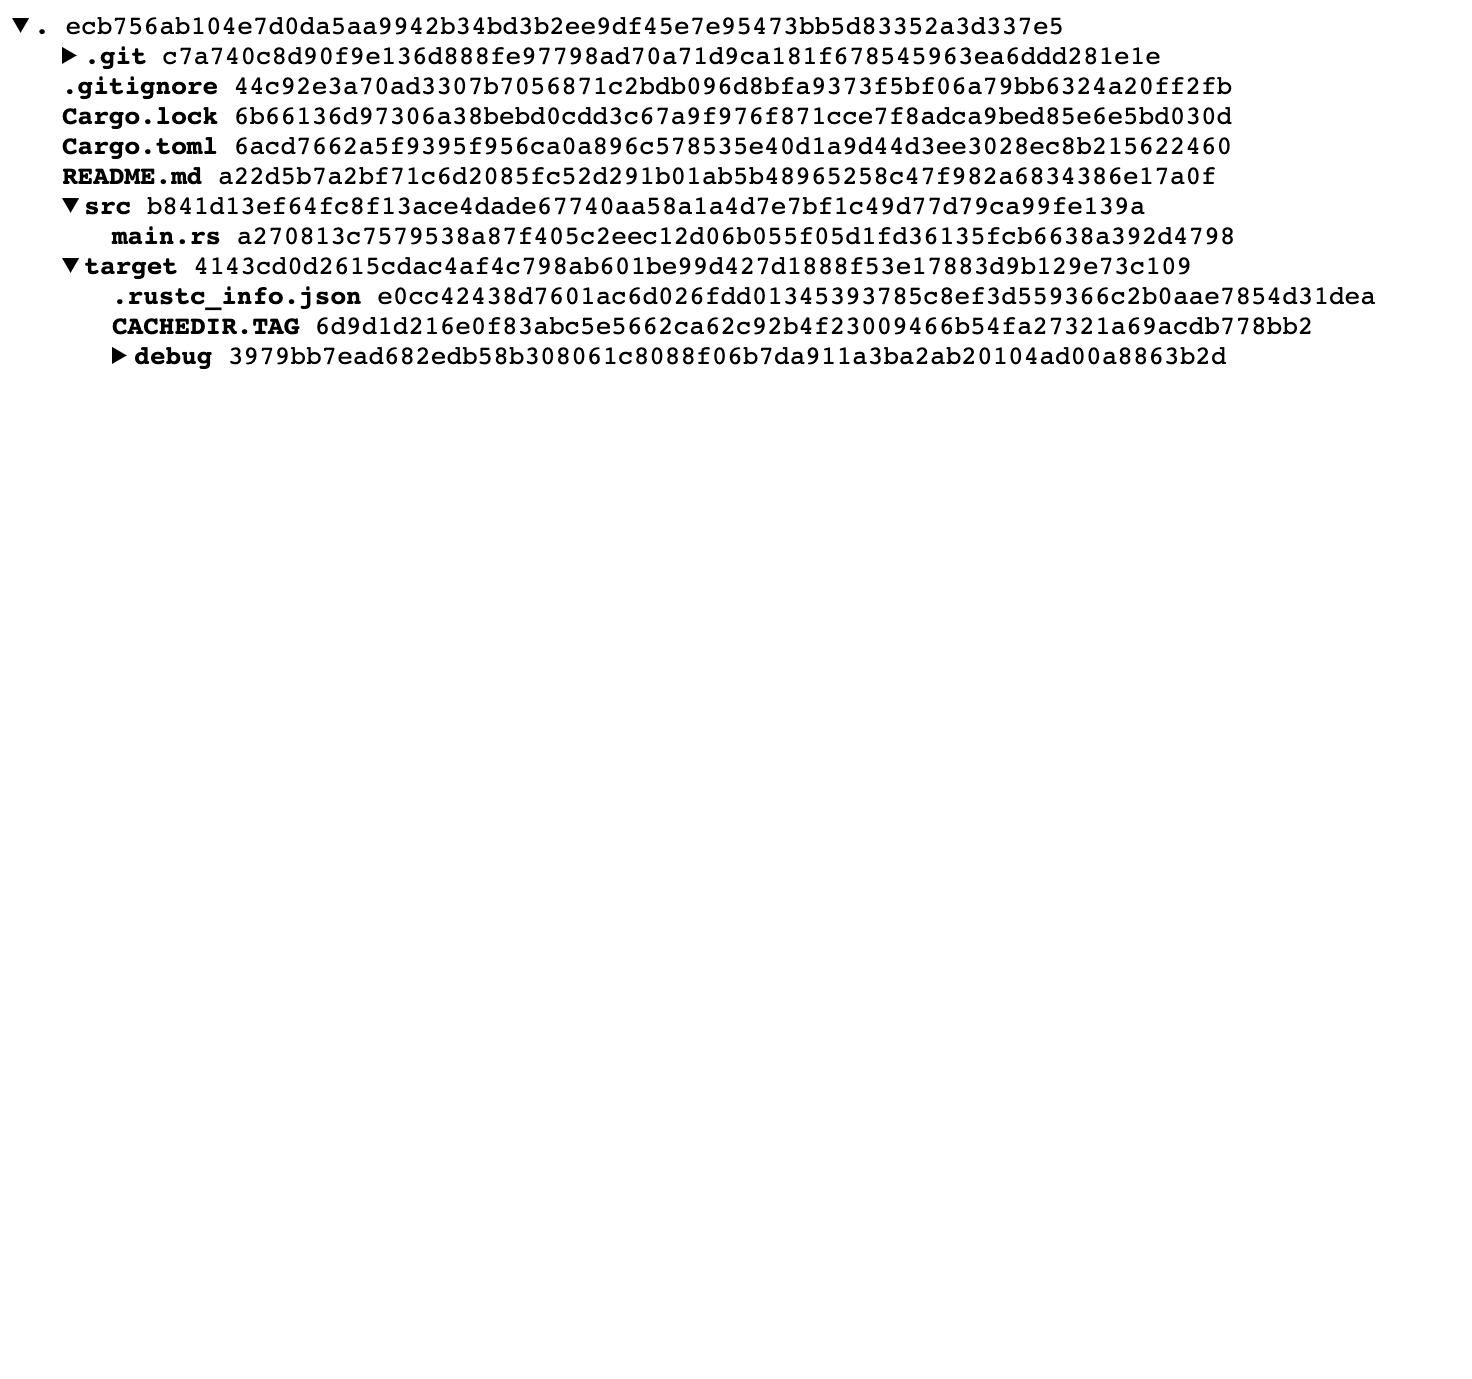 ▼ . ecb756ab104e7d0da5aa9942b34bd3b2ee9df45e7e95473bb5d83352a3d337e5
▶ .git c7a740c8d90f9e136d888fe97798ad70a71d9ca181f678545963ea6ddd281e1e
.gitignore 44c92e3a70ad3307b7056871c2bdb096d8bfa9373f5bf06a79bb6324a20ff2fb
Cargo.lock 6b66136d97306a38bebd0cdd3c67a9f976f871cce7f8adca9bed85e6e5bd030d
Cargo.toml 6acd7662a5f9395f956ca0a896c578535e40d1a9d44d3ee3028ec8b215622460
README.md a22d5b7a2bf71c6d2085fc52d291b01ab5b48965258c47f982a6834386e17a0f
▼ src b841d13ef64fc8f13ace4dade67740aa58a1a4d7e7bf1c49d77d79ca99fe139a
main.rs a270813c7579538a87f405c2eec12d06b055f05d1fd36135fcb6638a392d4798
▼ target 4143cd0d2615cdac4af4c798ab601be99d427d1888f53e17883d9b129e73c109
.rustc_info.json e0cc42438d7601ac6d026fdd01345393785c8ef3d559366c2b0aae7854d31dea
CACHEDIR.TAG 6d9d1d216e0f83abc5e5662ca62c92b4f23009466b54fa27321a69acdb778bb2
▶ debug 3979bb7ead682edb58b308061c8088f06b7da911a3ba2ab20104ad00a8863b2d